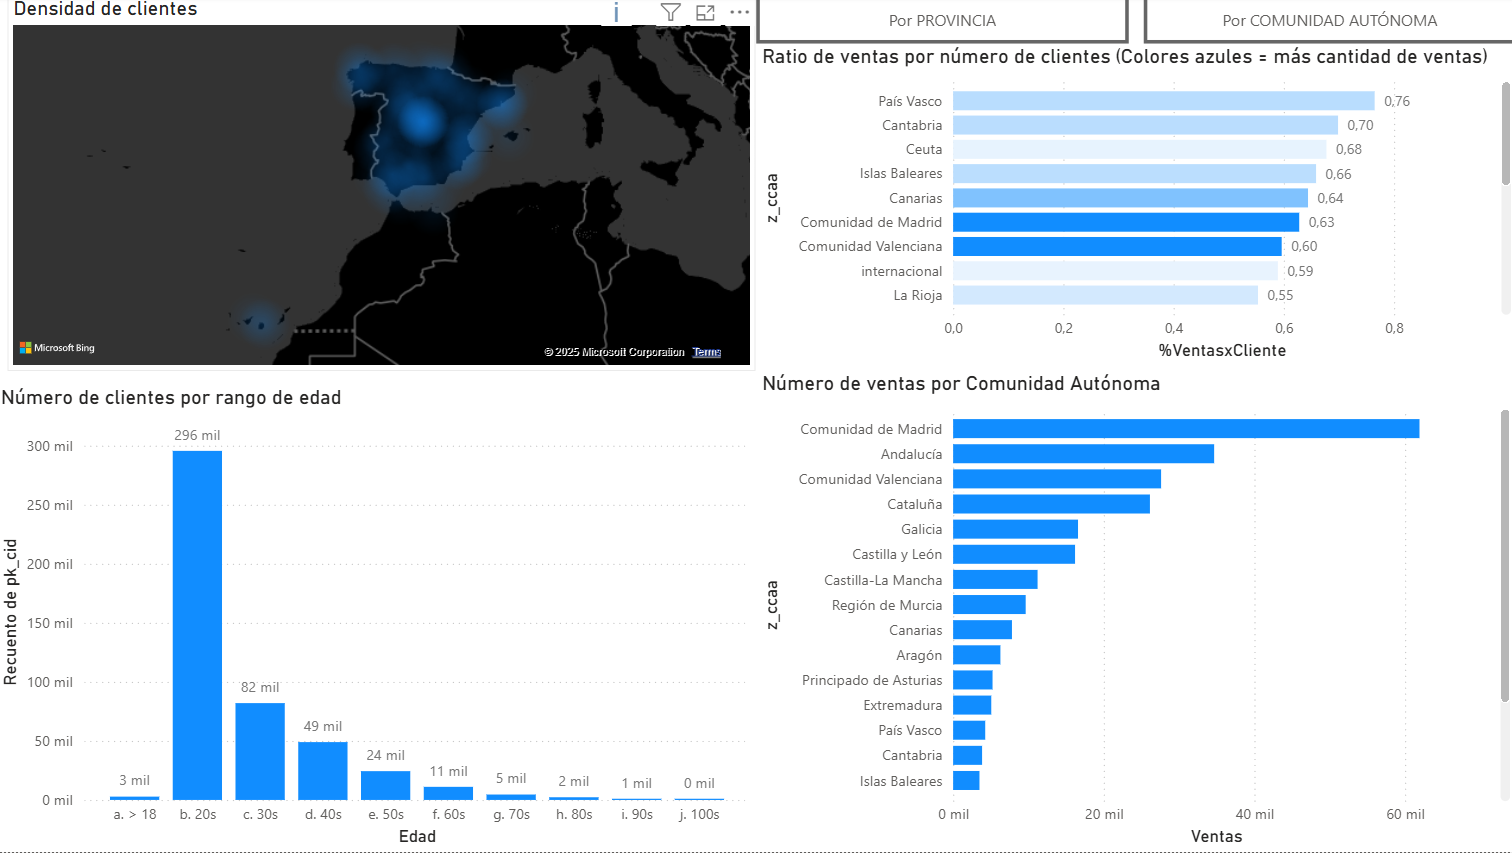 Densidad de clientes
Microsoft Bing
© 2025 Microsoft Corporation Terms
Por PROVINCIA
Por COMUNIDAD AUTÓNOMA
Ratio de ventas por número de clientes (Colores azules = más cantidad de ventas)
z_ccaa
País Vasco 0,76
Cantabria 0,70
Ceuta 0,68
Islas Baleares 0,66
Canarias 0,64
Comunidad de Madrid 0,63
Comunidad Valenciana 0,60
internacional 0,59
La Rioja 0,55
0,0 0,2 0,4 0,6 0,8
%VentasxCliente
Número de clientes por rango de edad
Recuento de pk_cid
300 mil
250 mil
200 mil
150 mil
100 mil
50 mil
0 mil
3 mil
296 mil
82 mil
49 mil
24 mil
11 mil
5 mil
2 mil
1 mil
0 mil
a. > 18 b. 20s c. 30s d. 40s e. 50s f. 60s g. 70s h. 80s i. 90s j. 100s
Edad
Número de ventas por Comunidad Autónoma
z_ccaa
Comunidad de Madrid
Andalucía
Comunidad Valenciana
Cataluña
Galicia
Castilla y León
Castilla-La Mancha
Región de Murcia
Canarias
Aragón
Principado de Asturias
Extremadura
País Vasco
Cantabria
Islas Baleares
0 mil 20 mil 40 mil 60 mil
Ventas